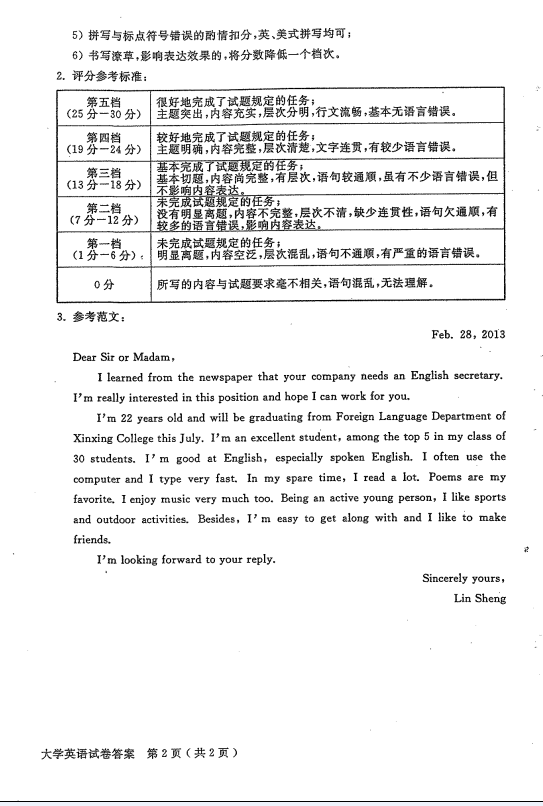 5) 拼写与标点符号错误的酌情扣分,英、美式拼写均可;
6) 书写潦草,影响表达效果的,将分数降低一个档次。
2. 评分参考标准:
第五档
(25 分—30 分)
很好地完成了试题规定的任务;
主题突出,内容充实,层次分明,行文流畅,基本无语言错误。
第四档
(19 分—24 分)
较好地完成了试题规定的任务;
主题明确,内容完整,层次清楚,文字连贯,有较少语言错误。
第三档
(13 分—18 分)
基本完成了试题规定的任务;
基本切题,内容尚完整,有层次,语句较通顺,虽有不少语言错误,但
不影响内容表达。
第二档
(7 分—12 分)
未完成试题规定的任务;
没有明显离题,内容不完整,层次不清,缺少连贯性,语句欠通顺,有
较多的语言错误,影响内容表达。
第一档
(1 分—6 分)
未完成试题规定的任务;
明显离题,内容空泛,层次混乱,语句不通顺,有严重的语言错误。
0 分
所写的内容与试题要求毫不相关,语句混乱,无法理解。
3. 参考范文:
Feb. 28, 2013
Dear Sir or Madam,
I learned from the newspaper that your company needs an English secretary.
I'm really interested in this position and hope I can work for you.
I'm 22 years old and will be graduating from Foreign Language Department of
Xinxing College this July. I'm an excellent student, among the top 5 in my class of
30 students. I'm good at English, especially spoken English. I often use the
computer and I type very fast. In my spare time, I read a lot. Poems are my
favorite. I enjoy music very much too. Being an active young person, I like sports
and outdoor activities. Besides, I'm easy to get along with and I like to make
friends.
I'm looking forward to your reply.
Sincerely yours,
Lin Sheng
大学英语试卷答案 第 2 页(共 2 页)